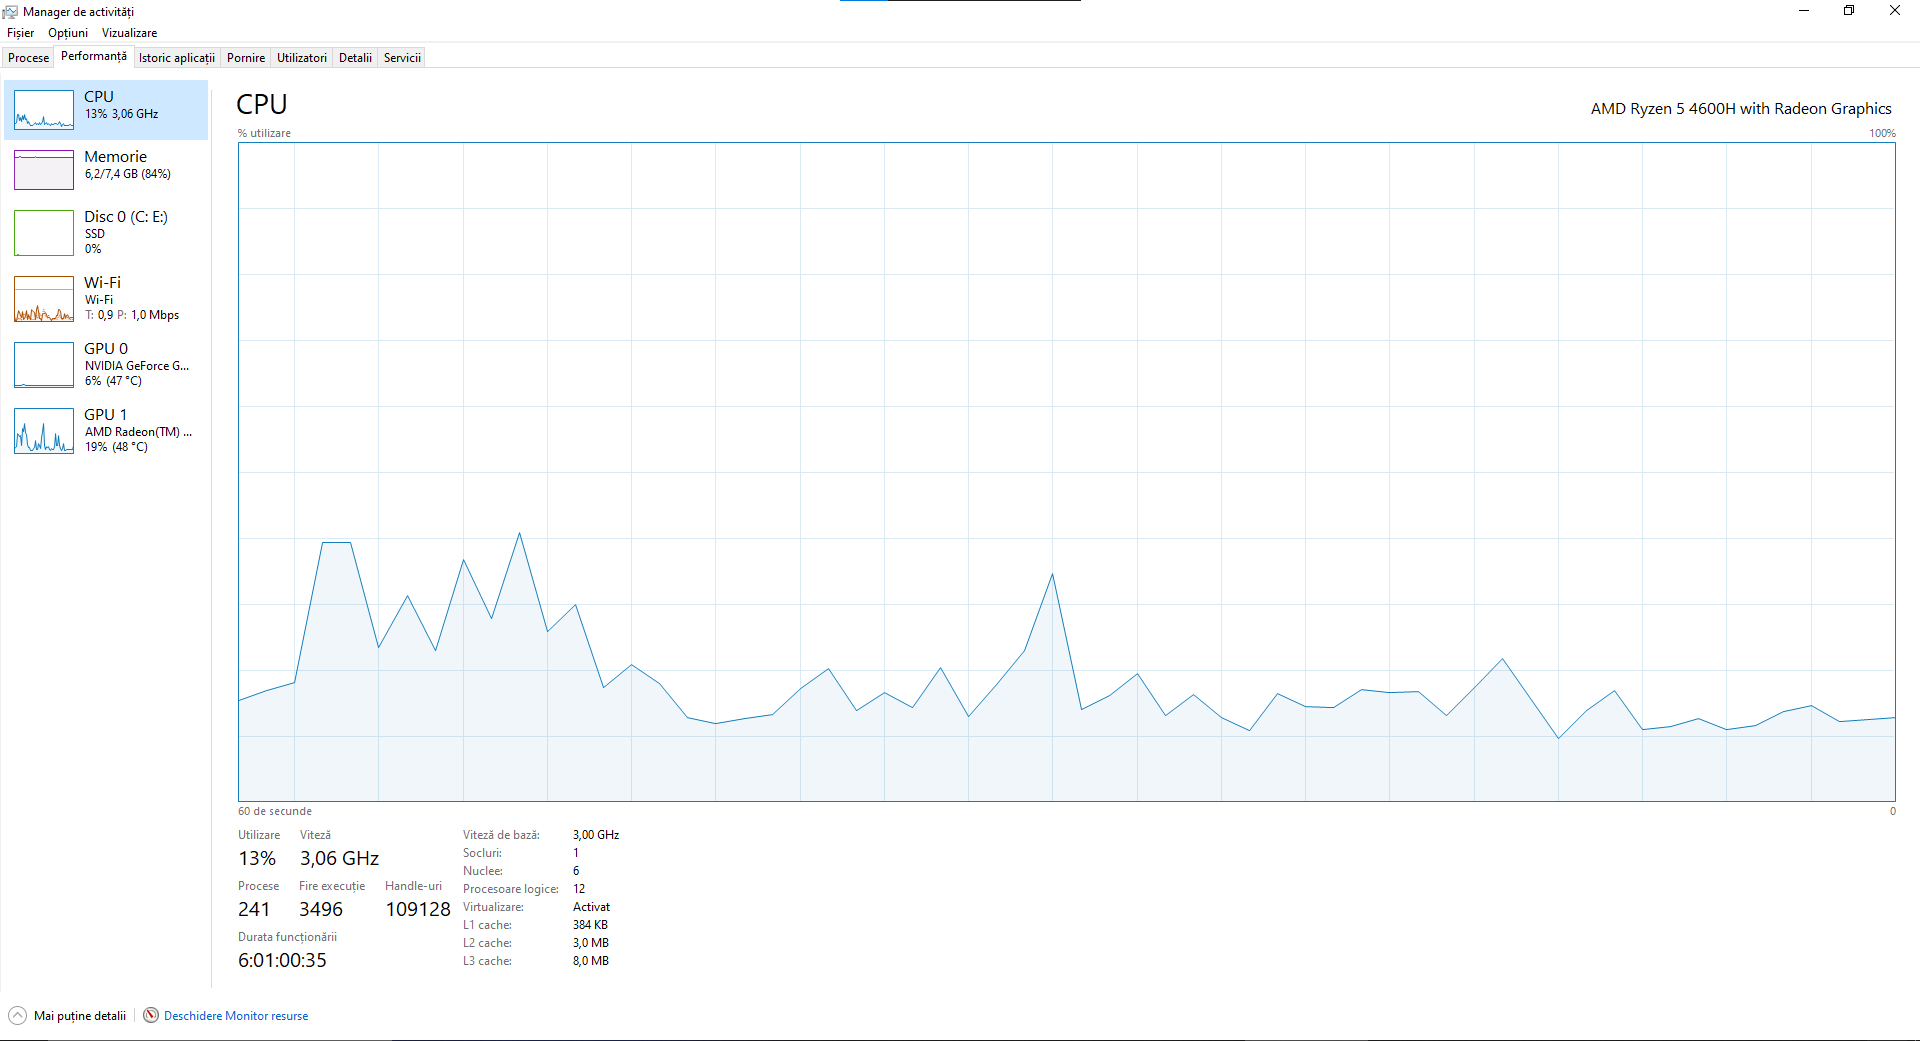 Manager de activități
Fișier Opțiuni Vizualizare
Procese Performanță Istoric aplicații Pornire Utilizatori Detalii Servicii
CPU
13% 3,06 GHz
Memorie
6,2/7,4 GB (84%)
Disc 0 (C: E:)
SSD
0%
Wi-Fi
Wi-Fi
T: 0,9 P: 1,0 Mbps
GPU 0
NVIDIA GeForce G...
6% (47 °C)
GPU 1
AMD Radeon(TM) ...
19% (48 °C)
CPU
AMD Ryzen 5 4600H with Radeon Graphics
% utilizare 100%
60 de secunde 0
Utilizare Viteză
13% 3,06 GHz
Procese Fire execuție Handle-uri
241 3496 109128
Durata funcționării
6:01:00:35
Viteză de bază: 3,00 GHz
Socluri: 1
Nuclee: 6
Procesoare logice: 12
Virtualizare: Activat
L1 cache: 384 KB
L2 cache: 3,0 MB
L3 cache: 8,0 MB
Mai puține detalii Deschidere Monitor resurse